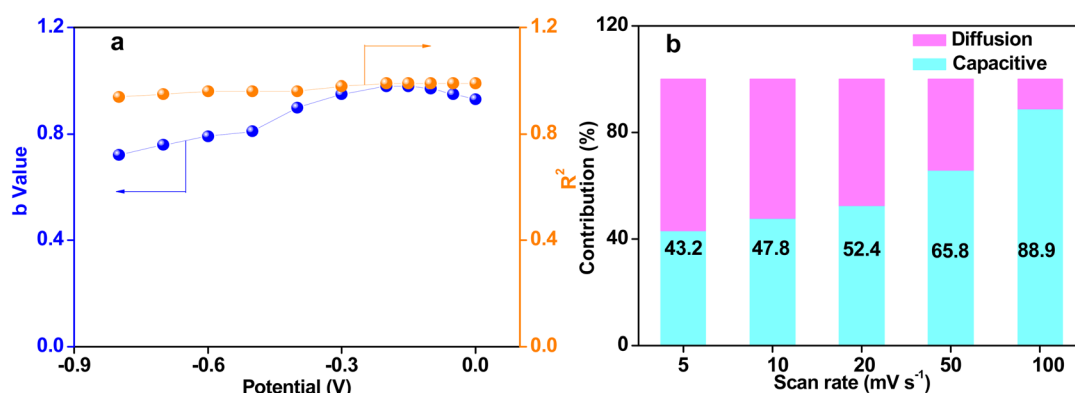 a
1.2
0.8
0.4
0.0
b Value
1.2
0.8
0.4
0.0
R²
-0.9
-0.6
-0.3
0.0
Potential (V)
b
Diffusion
Capacitive
120
80
40
0
Contribution (%)
43.2
47.8
52.4
65.8
88.9
5
10
20
50
100
Scan rate (mV s⁻¹)